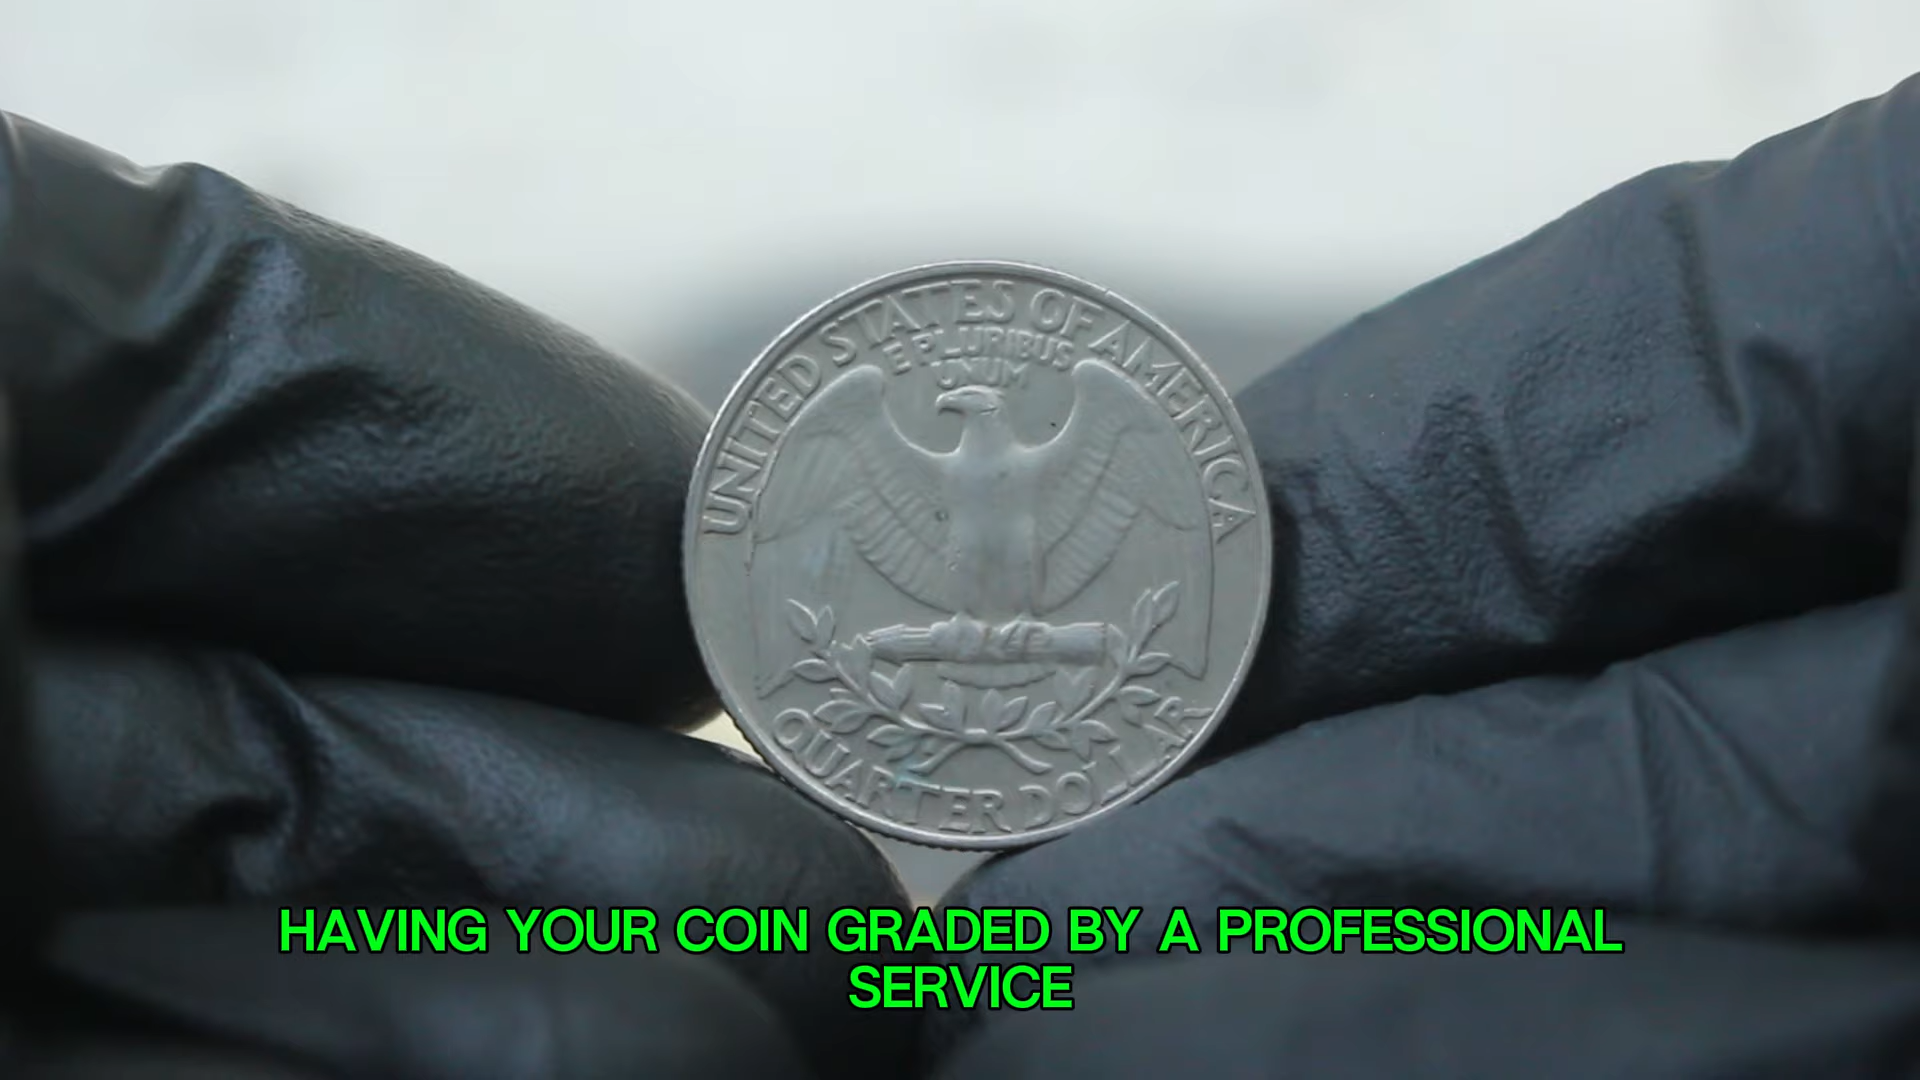 UNITED STATES OF AMERICA
E PLURIBUS
UNUM
QUARTER DOLLAR
HAVING YOUR COIN GRADED BY A PROFESSIONAL
SERVICE